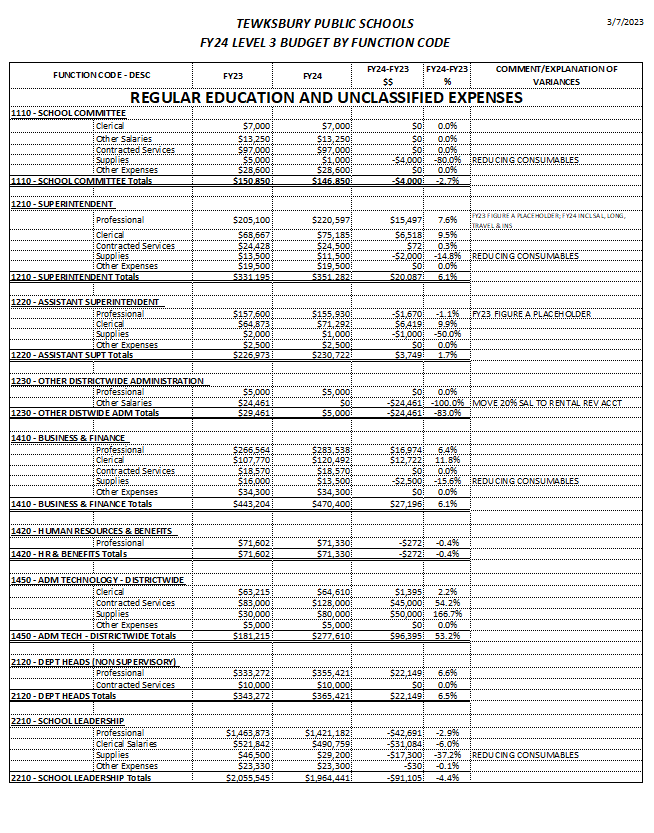 TEWKSBURY PUBLIC SCHOOLS 3/7/2023
FY24 LEVEL 3 BUDGET BY FUNCTION CODE
FUNCTION CODE - DESC FY23 FY24 FY24-FY23 $$ FY24-FY23 % COMMENT/EXPLANATION OF VARIANCES
REGULAR EDUCATION AND UNCLASSIFIED EXPENSES
1110 - SCHOOL COMMITTEE
Clerical $7,000 $7,000 $0 0.0%
Other Salaries $13,250 $13,250 $0 0.0%
Contracted Services $97,000 $97,000 $0 0.0%
Supplies $5,000 $1,000 -$4,000 -80.0% REDUCING CONSUMABLES
Other Expenses $28,600 $28,600 $0 0.0%
1110 - SCHOOL COMMITTEE Totals $150,850 $146,850 -$4,000 -2.7%
1210 - SUPERINTENDENT
Professional $205,100 $220,597 $15,497 7.6% FY23 FIGURE A PLACEHOLDER; FY24 INCL SAL, LONG, TRAVEL & INS
Clerical $68,667 $75,185 $6,518 9.5%
Contracted Services $24,428 $24,500 $72 0.3%
Supplies $13,500 $11,500 -$2,000 -14.8% REDUCING CONSUMABLES
Other Expenses $19,500 $19,500 $0 0.0%
1210 - SUPERINTENDENT Totals $331,195 $351,282 $20,087 6.1%
1220 - ASSISTANT SUPERINTENDENT
Professional $157,600 $155,930 -$1,670 -1.1% FY23 FIGURE A PLACEHOLDER
Clerical $64,873 $71,292 $6,419 9.9%
Supplies $2,000 $1,000 -$1,000 -50.0%
Other Expenses $2,500 $2,500 $0 0.0%
1220 - ASSISTANT SUPT Totals $226,973 $230,722 $3,749 1.7%
1230 - OTHER DISTRICTWIDE ADMINISTRATION
Professional $5,000 $5,000 $0 0.0%
Other Salaries $24,461 $0 -$24,461 -100.0% MOVE 20% SAL TO RENTAL REV ACCT
1230 - OTHER DISTWIDE ADM Totals $29,461 $5,000 -$24,461 -83.0%
1410 - BUSINESS & FINANCE
Professional $266,564 $283,538 $16,974 6.4%
Clerical $107,770 $120,492 $12,722 11.8%
Contracted Services $18,570 $18,570 $0 0.0%
Supplies $16,000 $13,500 -$2,500 -15.6% REDUCING CONSUMABLES
Other Expenses $34,300 $34,300 $0 0.0%
1410 - BUSINESS & FINANCE Totals $443,204 $470,400 $27,196 6.1%
1420 - HUMAN RESOURCES & BENEFITS
Professional $71,602 $71,330 -$272 -0.4%
1420 - HR & BENEFITS Totals $71,602 $71,330 -$272 -0.4%
1450 - ADM TECHNOLOGY - DISTRICTWIDE
Clerical $63,215 $64,610 $1,395 2.2%
Contracted Services $83,000 $128,000 $45,000 54.2%
Supplies $30,000 $80,000 $50,000 166.7%
Other Expenses $5,000 $5,000 $0 0.0%
1450 - ADM TECH - DISTRICTWIDE Totals $181,215 $277,610 $96,395 53.2%
2120 - DEPT HEADS (NON SUPERVISORY)
Professional $333,272 $355,421 $22,149 6.6%
Contracted Services $10,000 $10,000 $0 0.0%
2120 - DEPT HEADS Totals $343,272 $365,421 $22,149 6.5%
2210 - SCHOOL LEADERSHIP
Professional $1,463,873 $1,421,182 -$42,691 -2.9%
Clerical Salaries $521,842 $490,759 -$31,084 -6.0%
Supplies $46,500 $29,200 -$17,300 -37.2% REDUCING CONSUMABLES
Other Expenses $23,330 $23,300 -$30 -0.1%
2210 - SCHOOL LEADERSHIP Totals $2,055,545 $1,964,441 -$91,105 -4.4%